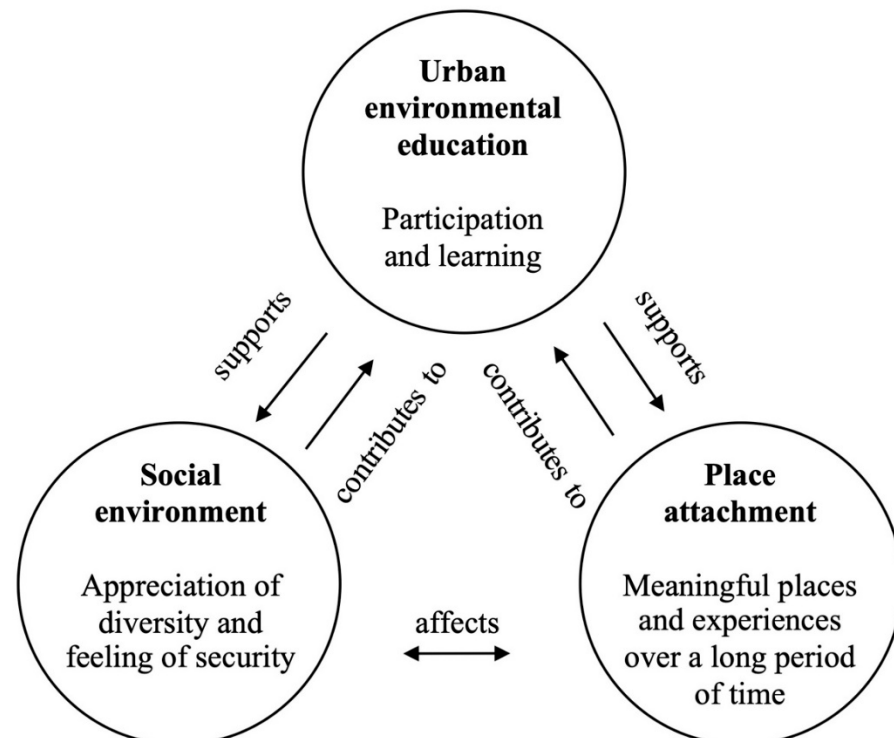 Urban
environmental
education
Participation
and learning
supports
supports
contributes to
contributes to
Social
environment
Appreciation of
diversity and
feeling of security
affects
Place
attachment
Meaningful places
and experiences
over a long period
of time